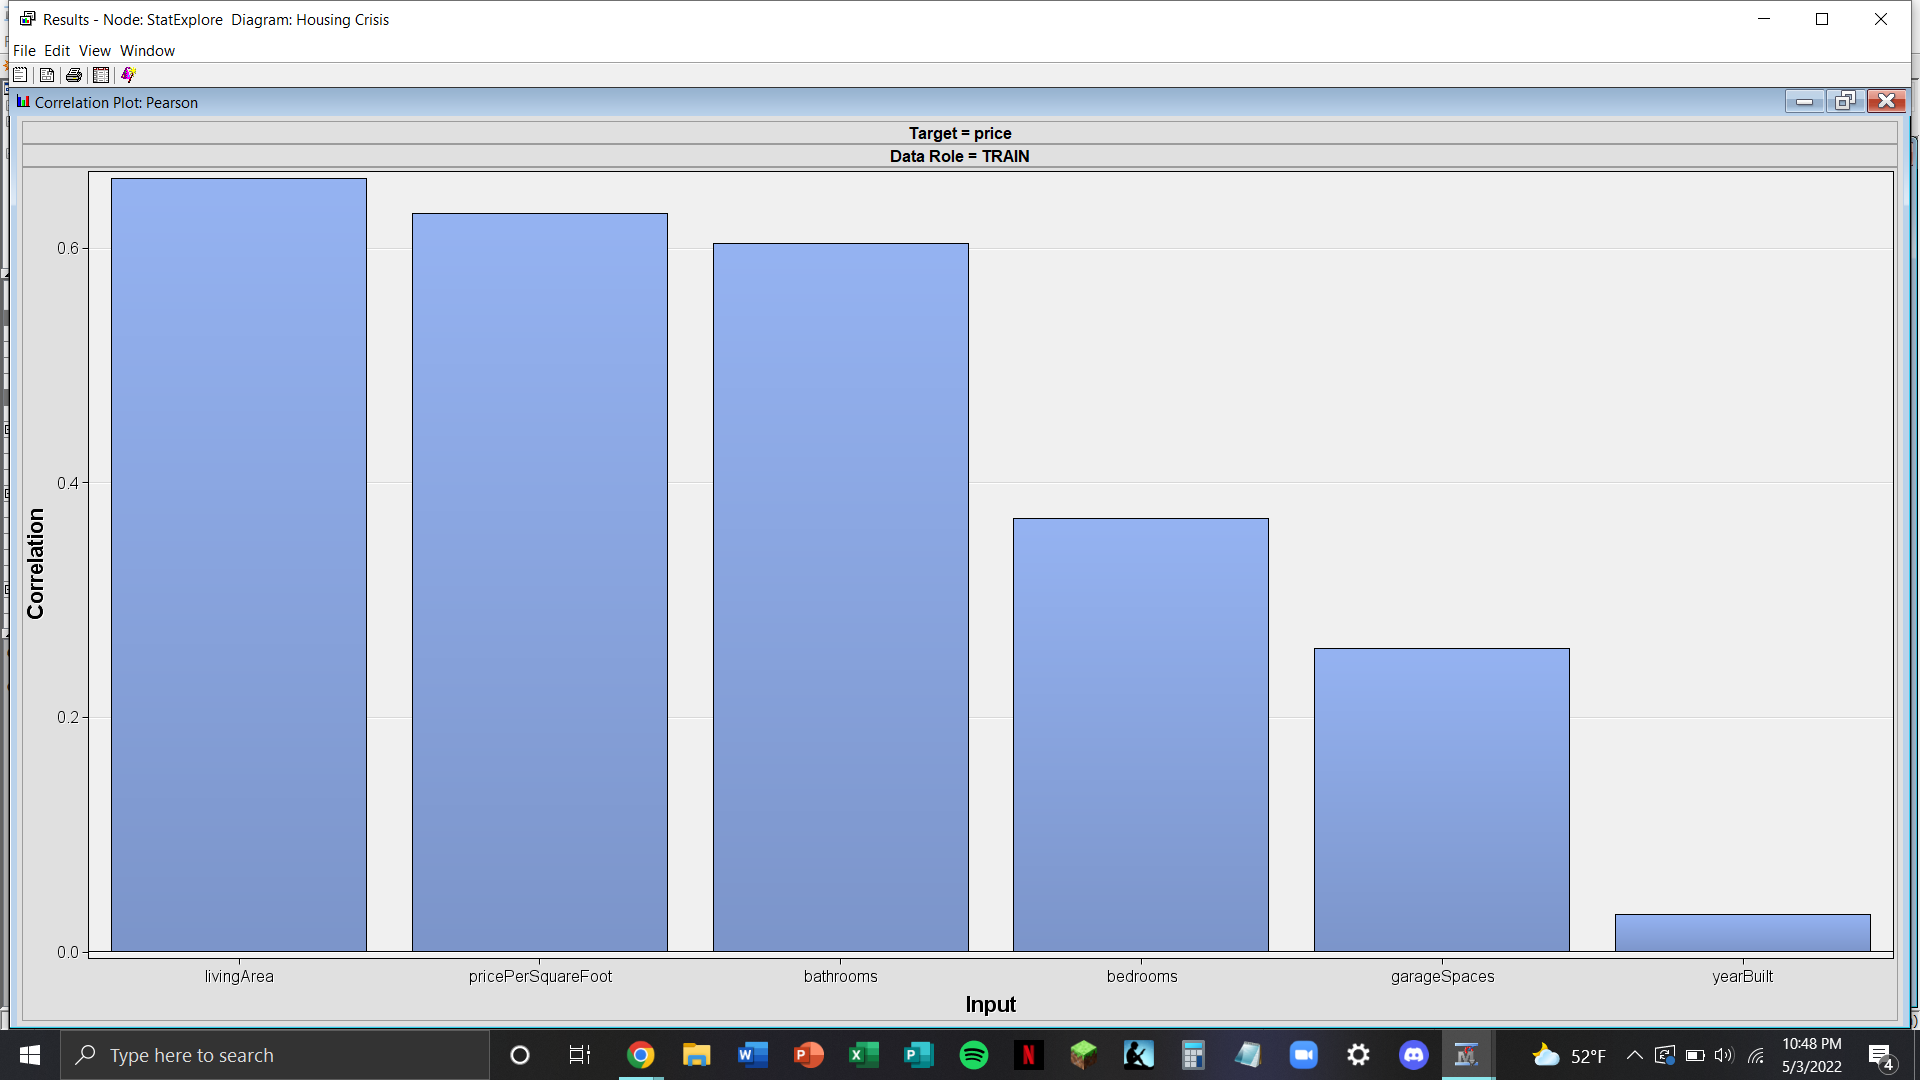 Results - Node: StatExplore  Diagram: Housing Crisis
File Edit View Window
Correlation Plot: Pearson
Target = price
Data Role = TRAIN
0.6
0.4
0.2
0.0
Correlation
livingArea pricePerSquareFoot bathrooms bedrooms garageSpaces yearBuilt
Input
Type here to search
52°F
10:48 PM
5/3/2022
4